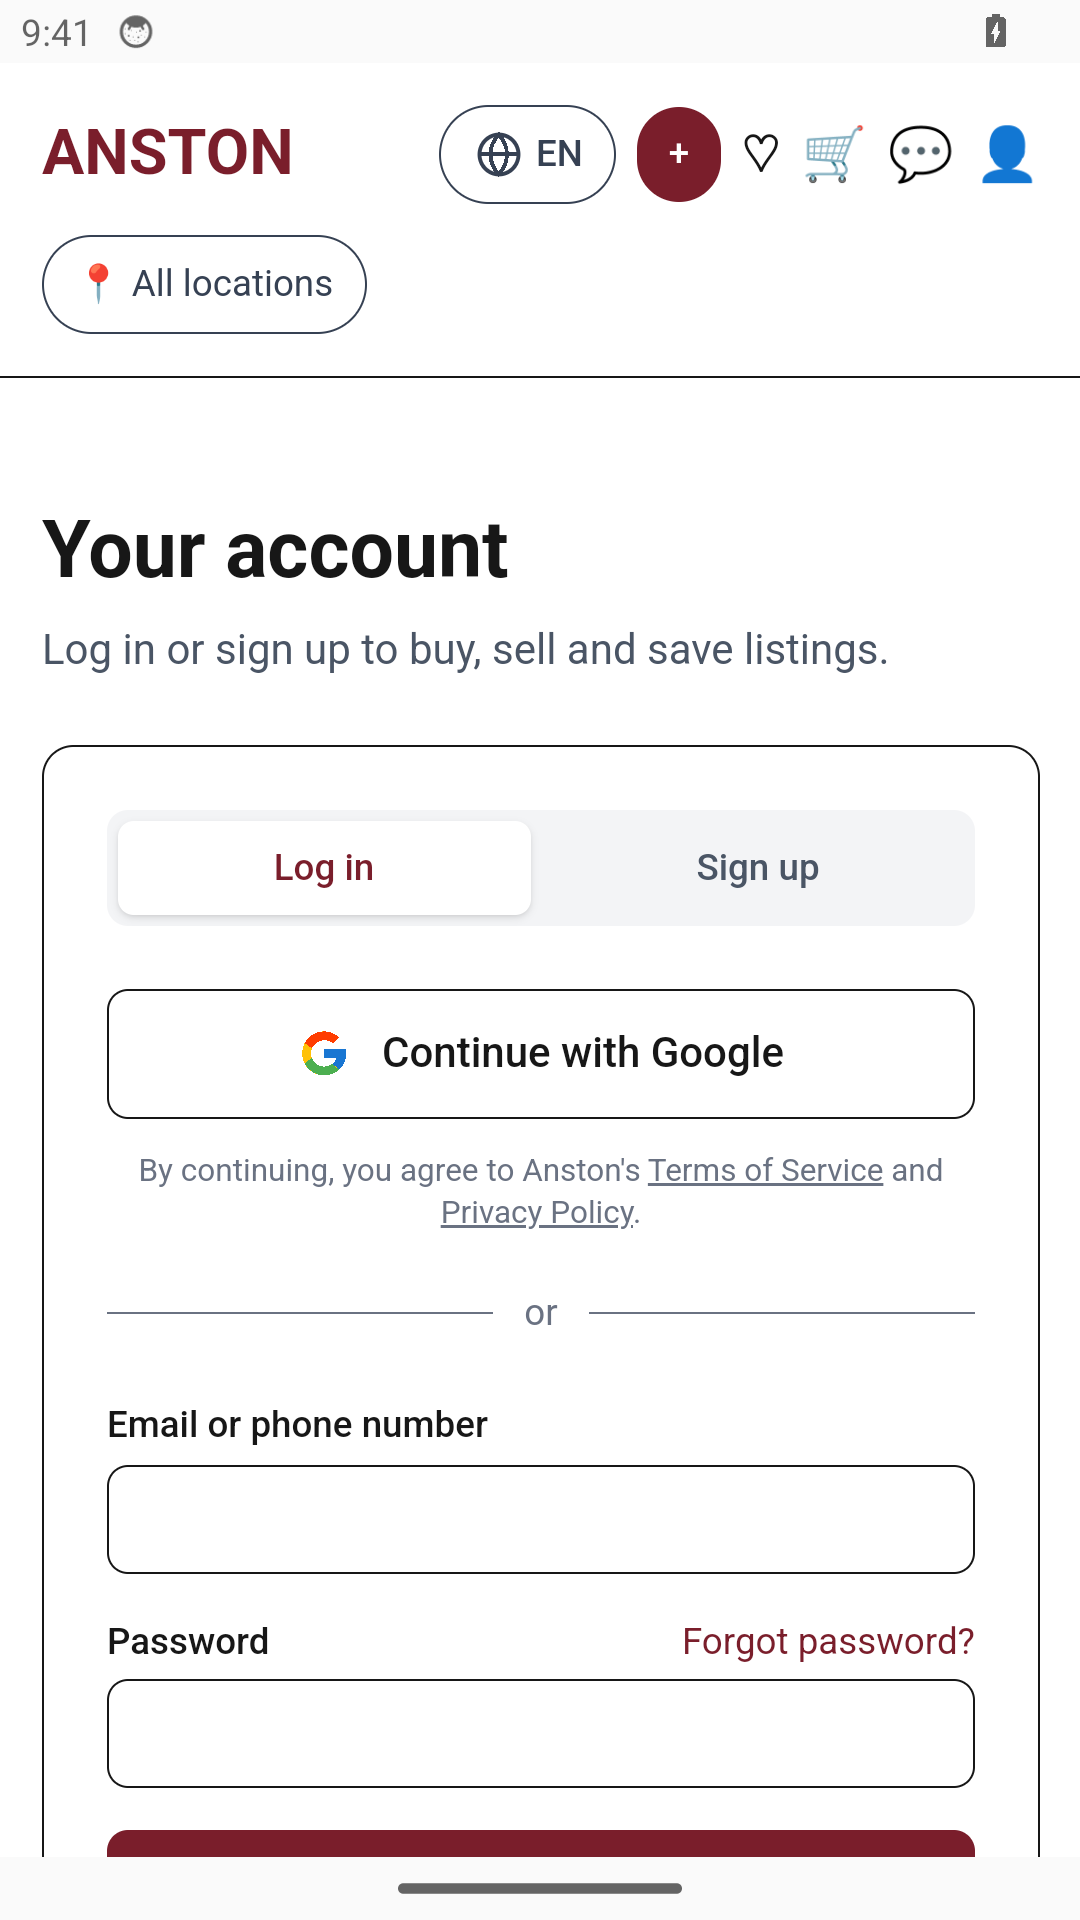 9:41
ANSTON
EN
+
All locations
Your account
Log in or sign up to buy, sell and save listings.
Log in
Sign up
Continue with Google
By continuing, you agree to Anston's Terms of Service and
Privacy Policy.
or
Email or phone number
Password
Forgot password?